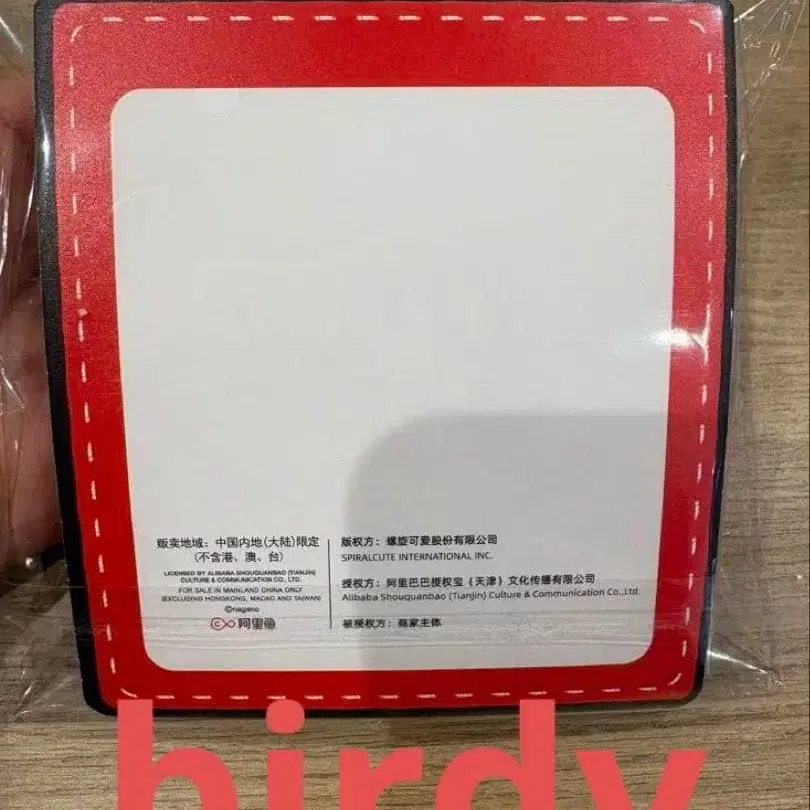 贩卖地域：中国内地(大陆)限定
(不含港、澳、台)
LICENSED BY ALIBABA SHOUQUANBAO (TIANJIN)
CULTURE & COMMUNICATION CO., LTD.
FOR SALE IN MAINLAND CHINA ONLY
(EXCLUDING HONGKONG, MACAO AND TAIWAN)
©nagano
阿里鱼
版权方：螺旋可爱股份有限公司
SPIRALCUTE INTERNATIONAL INC.
授权方：阿里巴巴授权宝（天津）文化传播有限公司
Alibaba Shouquanbao (Tianjin) Culture & Communication Co.,Ltd.
被授权方：商家主体
birdy